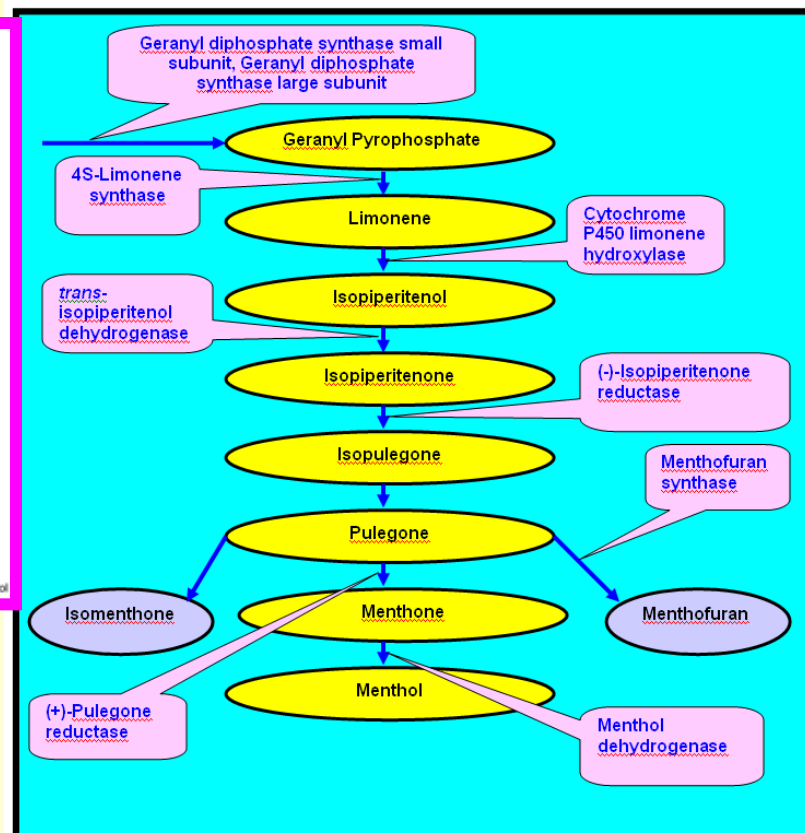 Geranyl diphosphate synthase small
subunit, Geranyl diphosphate
synthase large subunit
Geranyl Pyrophosphate
4S-Limonene
synthase
Limonene
Cytochrome
P450 limonene
hydroxylase
trans-
isopiperitenol
dehydrogenase
Isopiperitenol
Isopiperitenone
(-)-Isopiperitenone
reductase
Isopulegone
Menthofuran
synthase
Pulegone
Isomenthone
Menthone
Menthofuran
Menthol
(+)-Pulegone
reductase
Menthol
dehydrogenase